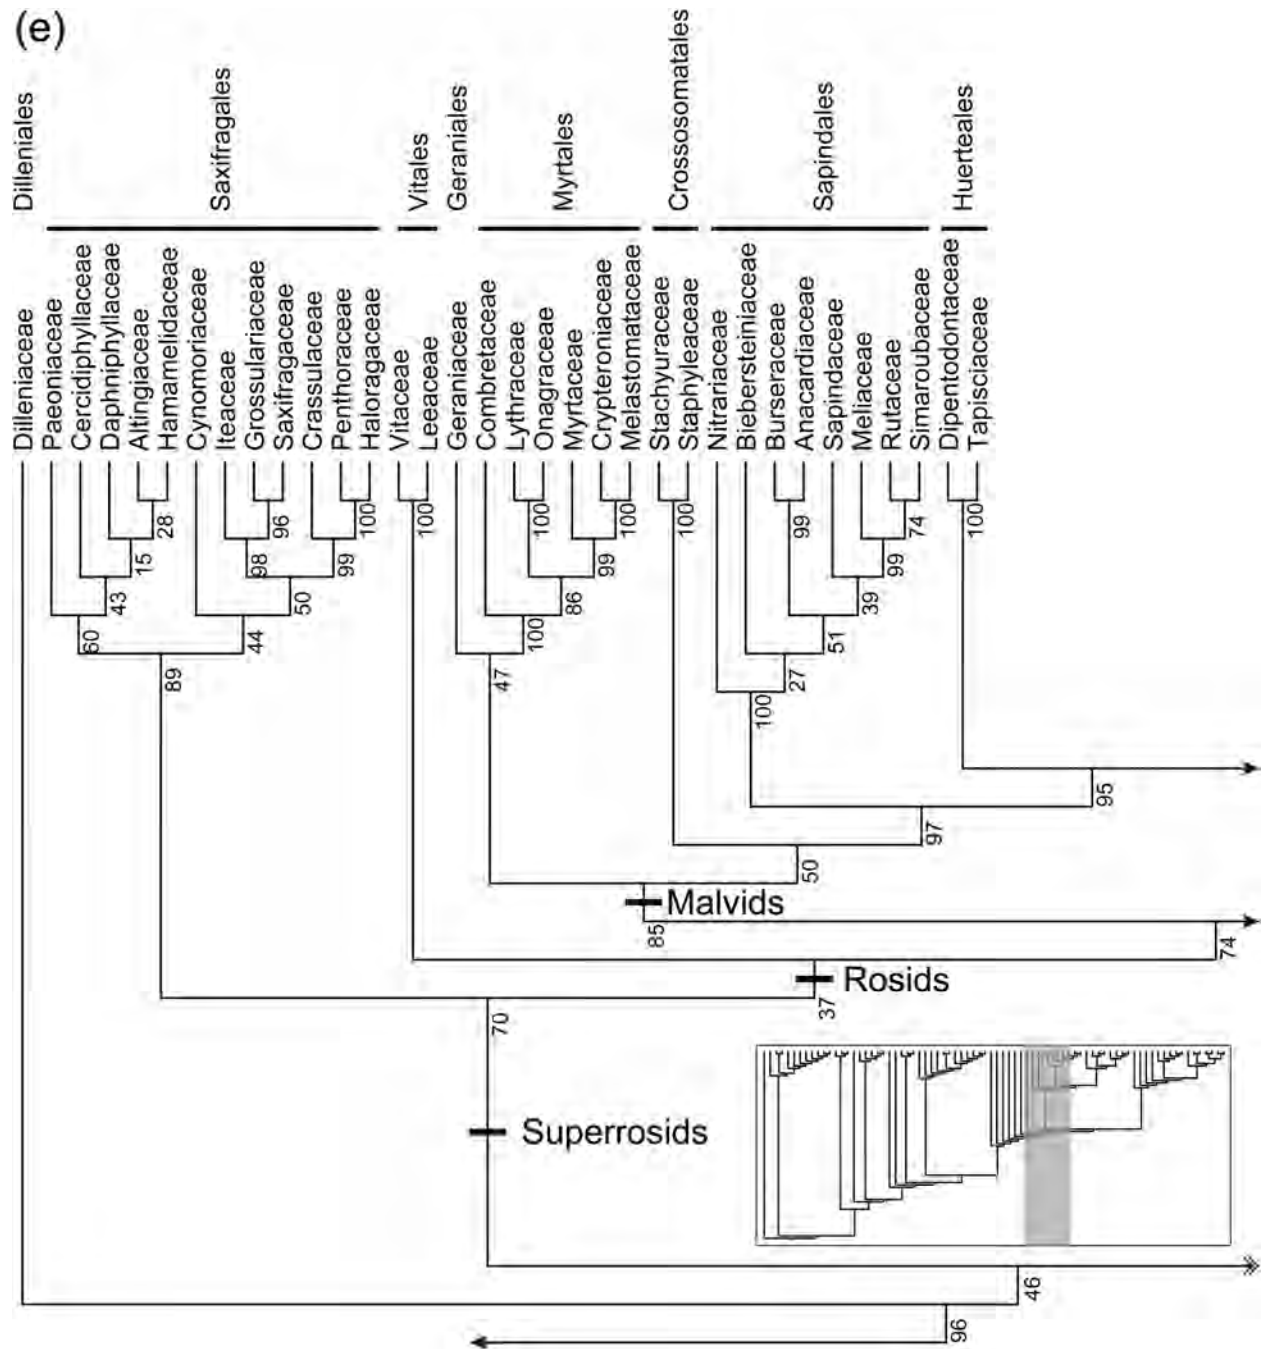 (e)
Dilleniales
Saxifragales
Vitales
Geraniales
Myrtales
Crossosomatales
Sapindales
Huerteales
Dilleniaceae
Paeoniaceae
Cercidiphyllaceae
Daphniphyllaceae
Altingiaceae
Hamamelidaceae
Cynomoriaceae
Iteaceae
Grossulariaceae
Saxifragaceae
Crassulaceae
Penthoraceae
Haloragaceae
Vitaceae
Leeaceae
Geraniaceae
Combretaceae
Lythraceae
Onagraceae
Myrtaceae
Crypteroniaceae
Melastomataceae
Stachyuraceae
Staphyleaceae
Nitrariaceae
Biebersteiniaceae
Burseraceae
Anacardiaceae
Sapindaceae
Meliaceae
Rutaceae
Simaroubaceae
Dipentodontaceae
Tapisciaceae
28
96
100
100
100
100
100
99
74
100
15
98
99
99
99
43
50
86
39
60
44
100
51
89
47
27
100
95
97
50
Malvids
85
74
Rosids
37
70
Superrosids
46
96